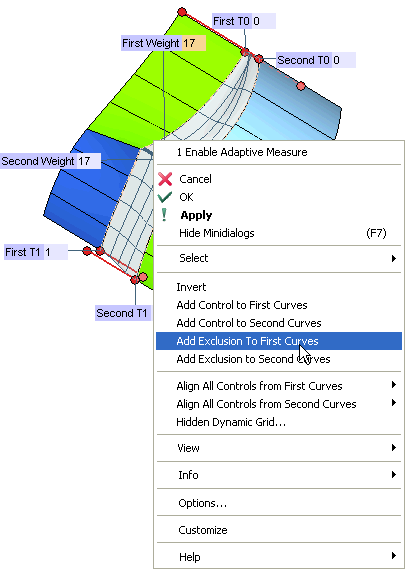 First T0 0
First Weight 17
Second T0 0
Second Weight 17
1 Enable Adaptive Measure
Cancel
OK
Apply
Hide Minidialogs (F7)
First T1 1
Select
Invert
Add Control to First Curves
Second T1
Add Control to Second Curves
Add Exclusion To First Curves
Add Exclusion to Second Curves
Align All Controls from First Curves
Align All Controls from Second Curves
Hidden Dynamic Grid...
View
Info
Options...
Customize
Help